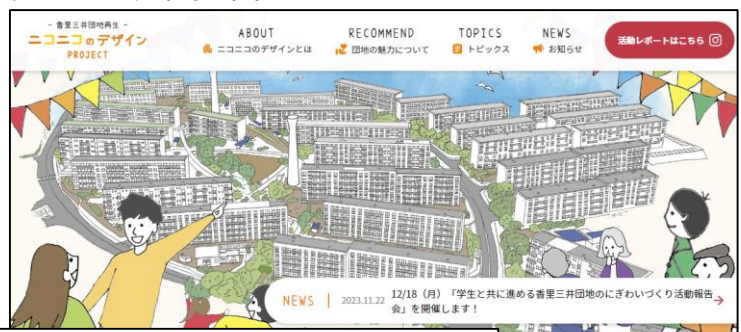 - 香里三井団地再生 -
ニコニコのデザイン
PROJECT
ABOUT
ニコニコのデザインとは
RECOMMEND
団地の魅力について
TOPICS
トピックス
NEWS
お知らせ
活動レポートはこちら
NEWS
2023.11.22
12/18（月）「学生と共に進める香里三井団地のにぎわいづくり活動報告
会」を開催します！